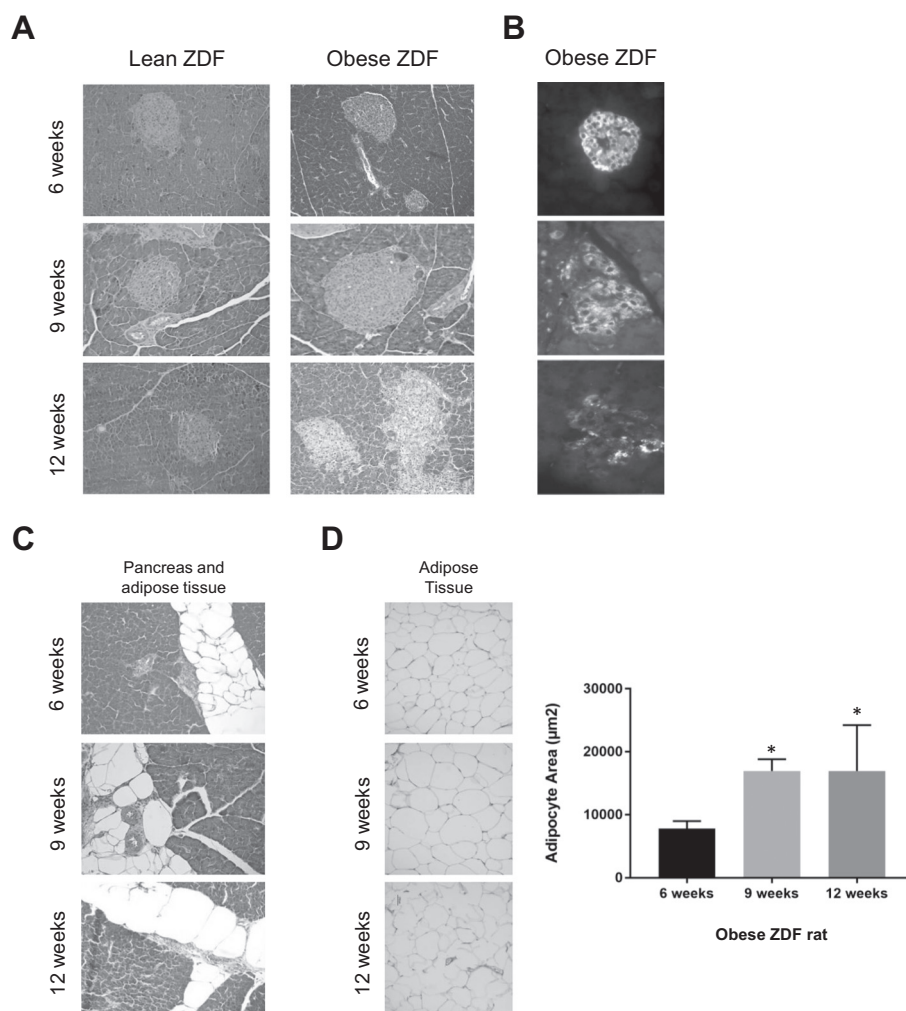 A
Lean ZDF
Obese ZDF
6 weeks
9 weeks
12 weeks
B
Obese ZDF
C
Pancreas and
adipose tissue
6 weeks
9 weeks
12 weeks
D
Adipose
Tissue
6 weeks
9 weeks
12 weeks
Adipocyte Area (µm2)
30000
20000
10000
0
*
*
6 weeks
9 weeks
12 weeks
Obese ZDF rat